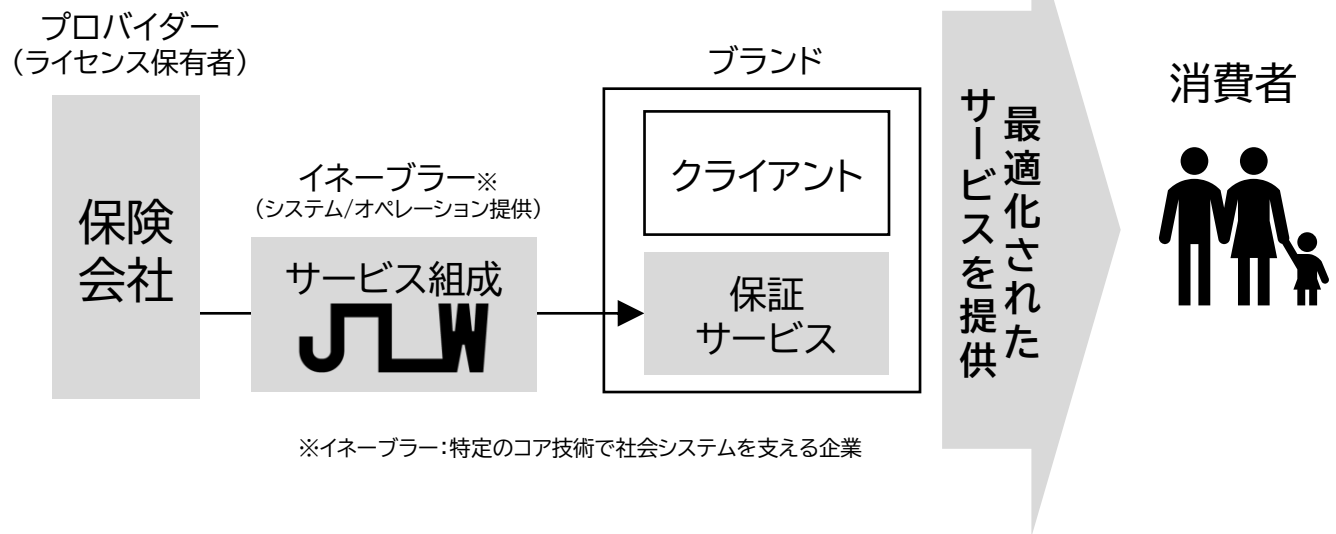 プロバイダー
（ライセンス保有者）
保険
会社
イネーブラー※
（システム/オペレーション提供）
サービス組成
JLW
ブランド
クライアント
保証
サービス
最適化された
サービスを提供
消費者
※イネーブラー：特定のコア技術で社会システムを支える企業